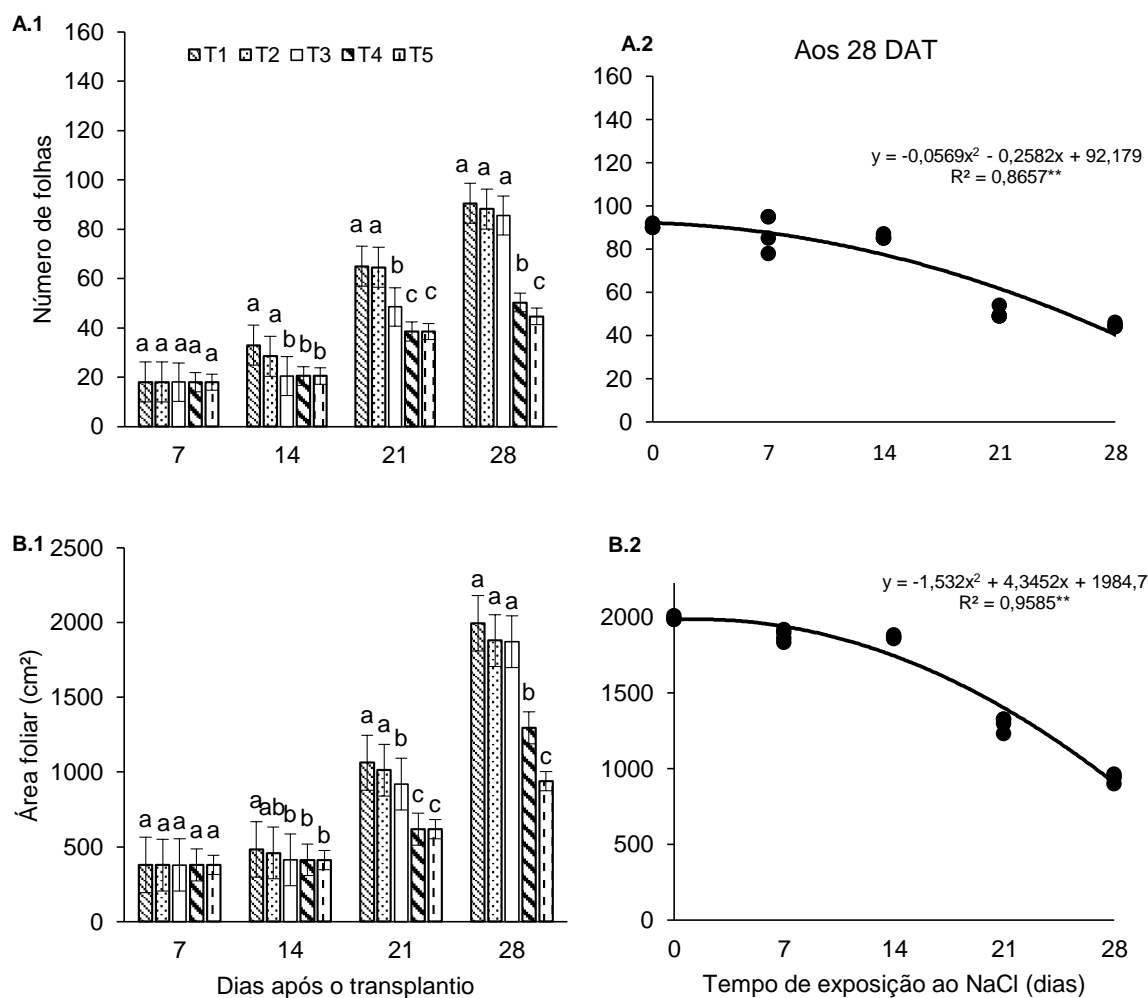 A.1
160
140
120
100
80
60
40
20
0
Número de folhas
T1 T2 T3 T4 T5
a a a a a
a a b b b
a a b c c
a a a b c
7 14 21 28
A.2
Aos 28 DAT
160
140
120
100
80
60
40
20
0
y = -0,0569x² - 0,2582x + 92,179
R² = 0,8657**
0 7 14 21 28
B.1
2500
2000
1500
1000
500
0
Área foliar (cm²)
a a a a a
a ab b b b
a a b c c
a a a b c
7 14 21 28
Dias após o transplantio
B.2
2000
1500
1000
500
0
y = -1,532x² + 4,3452x + 1984,7
R² = 0,9585**
0 7 14 21 28
Tempo de exposição ao NaCl (dias)